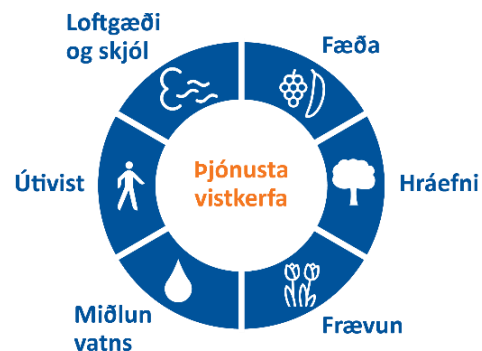 Loftgæði
og skjól
Fæða
Útivist
Þjónusta
vistkerfa
Hráefni
Miðlun
vatns
Frævun